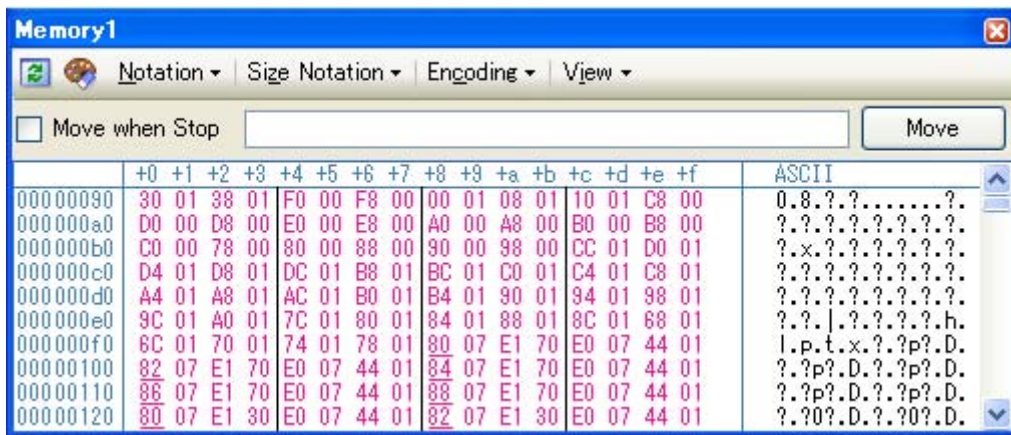 Memory1
Notation Size Notation Encoding View
Move when Stop Move
+0 +1 +2 +3 +4 +5 +6 +7 +8 +9 +a +b +c +d +e +f ASCII
00000090 30 01 38 01 F0 00 F8 00 00 01 08 01 10 01 C8 00 0.8.?.?.......?.
000000a0 D0 00 D8 00 E0 00 E8 00 A0 00 A8 00 B0 00 B8 00 ?.?.?.?.?.?.?.?.
000000b0 C0 00 78 00 80 00 88 00 90 00 98 00 CC 01 D0 01 ?.x.?.?.?.?.?.?.
000000c0 D4 01 D8 01 DC 01 B8 01 BC 01 C0 01 C4 01 C8 01 ?.?.?.?.?.?.?.?.
000000d0 A4 01 A8 01 AC 01 B0 01 B4 01 90 01 94 01 98 01 ?.?.?.?.?.?.?.?.
000000e0 9C 01 A0 01 7C 01 80 01 84 01 88 01 8C 01 68 01 ?.?.|.?.?.?.?.h.
000000f0 6C 01 70 01 74 01 78 01 80 07 E1 70 E0 07 44 01 l.p.t.x.?.?p?.D.
00000100 82 07 E1 70 E0 07 44 01 84 07 E1 70 E0 07 44 01 ?.?p?.D.?.?p?.D.
00000110 86 07 E1 70 E0 07 44 01 88 07 E1 70 E0 07 44 01 ?.?p?.D.?.?p?.D.
00000120 80 07 E1 30 E0 07 44 01 82 07 E1 30 E0 07 44 01 ?.?0?.D.?.?0?.D.